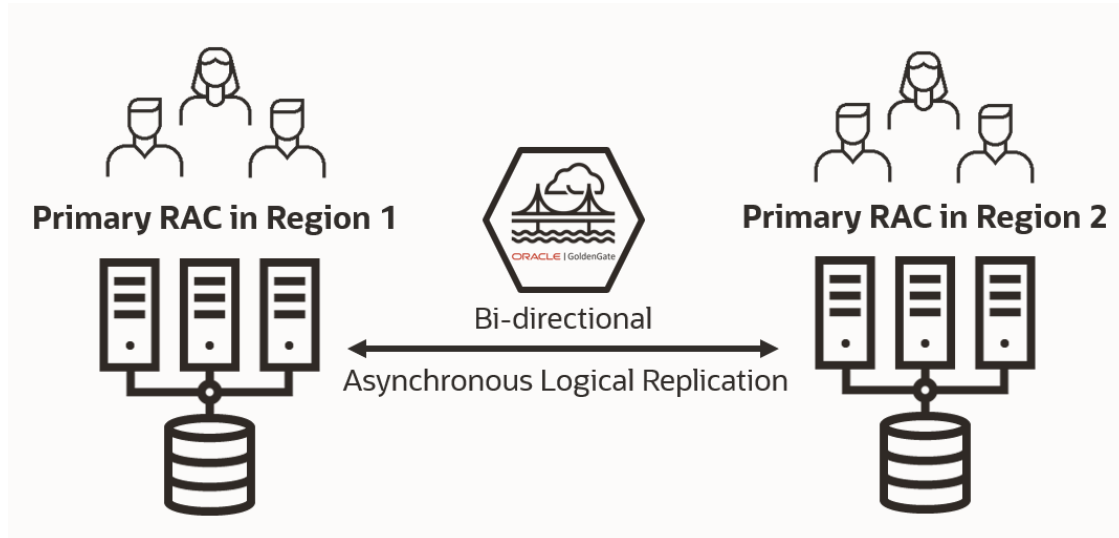 Primary RAC in Region 1
ORACLE | GoldenGate
Primary RAC in Region 2
Bi-directional
Asynchronous Logical Replication